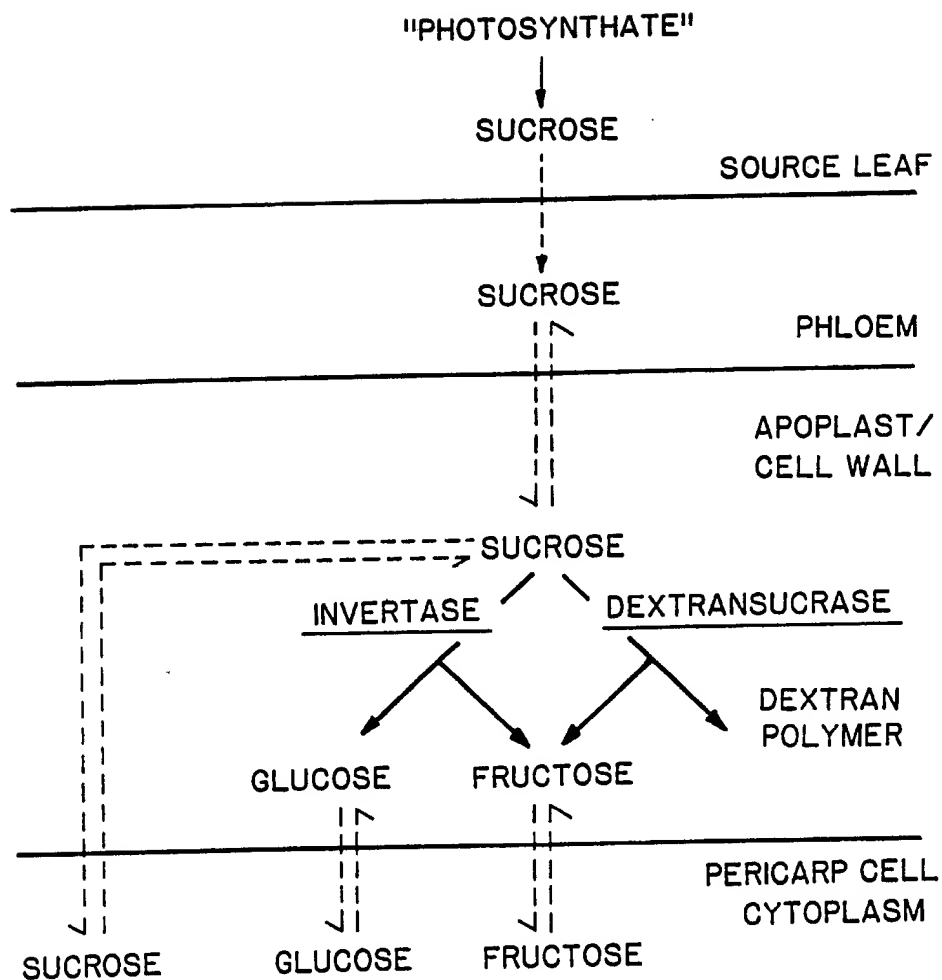 "PHOTOSYNTHATE"
SUCROSE
SOURCE LEAF
SUCROSE
PHLOEM
APOPLAST/
CELL WALL
SUCROSE
INVERTASE
DEXTRANSUCRASE
DEXTRAN
POLYMER
GLUCOSE
FRUCTOSE
PERICARP CELL
CYTOPLASM
SUCROSE
GLUCOSE
FRUCTOSE